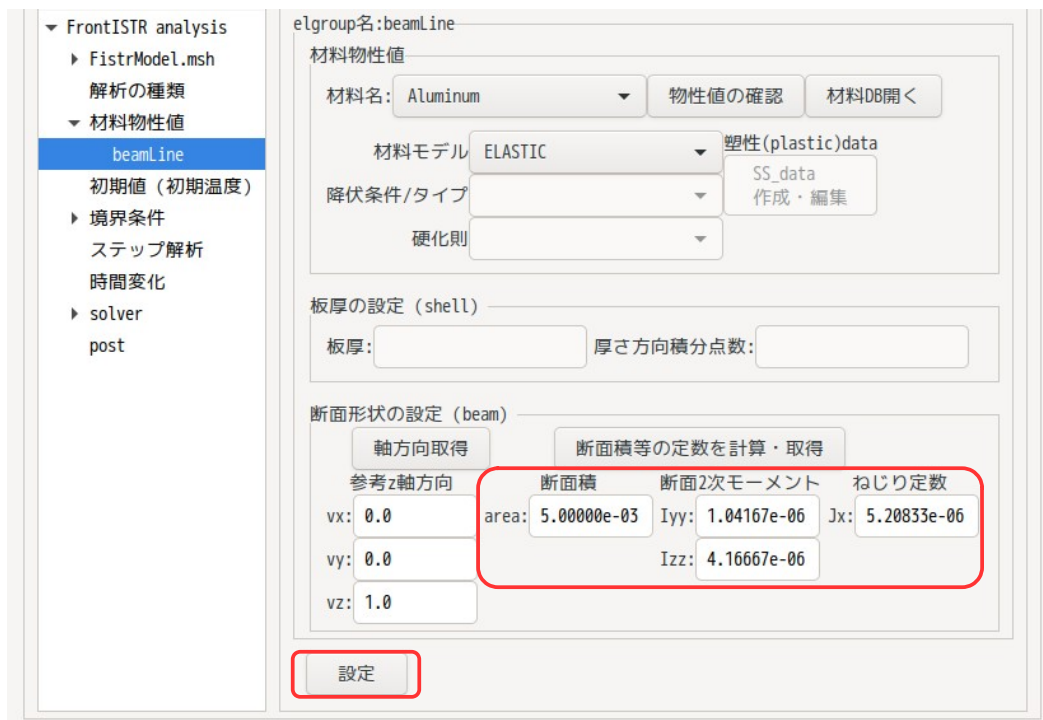 FrontISTR analysis
FistrModel.msh
解析の種類
材料物性値
beamLine
初期値 (初期温度)
境界条件
ステップ解析
時間変化
solver
post
elgroup名:beamLine
材料物性値
材料名: Aluminum 物性値の確認 材料DB開く
材料モデル ELASTIC 塑性(plastic)data
降伏条件/タイプ SS_data
作成・編集
硬化則
板厚の設定 (shell)
板厚: 厚さ方向積分点数:
断面形状の設定 (beam)
軸方向取得 断面積等の定数を計算・取得
参考z軸方向 断面積 断面2次モーメント ねじり定数
vx: 0.0 area: 5.00000e-03 Iyy: 1.04167e-06 Jx: 5.20833e-06
vy: 0.0 Izz: 4.16667e-06
vz: 1.0
設定